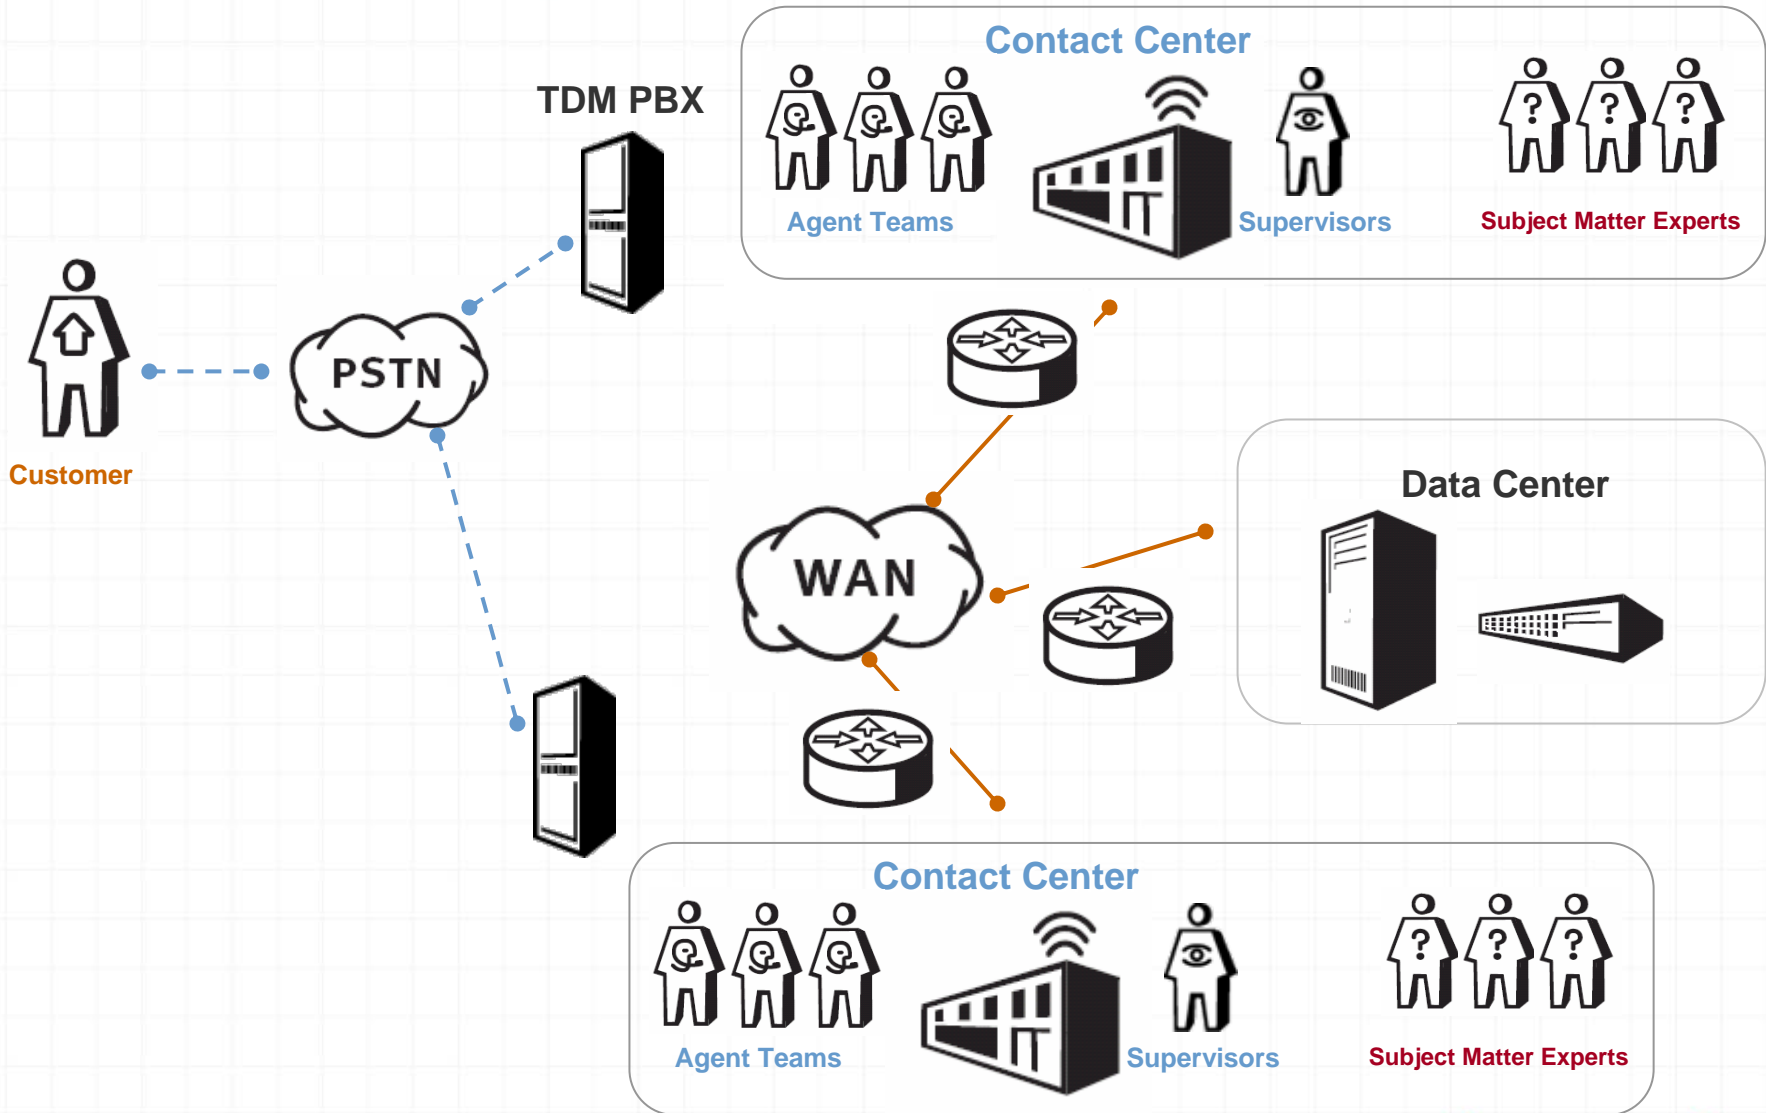 Contact Center
TDM PBX
Agent Teams
Supervisors
Subject Matter Experts
PSTN
Customer
Data Center
WAN
Contact Center
Agent Teams
Supervisors
Subject Matter Experts